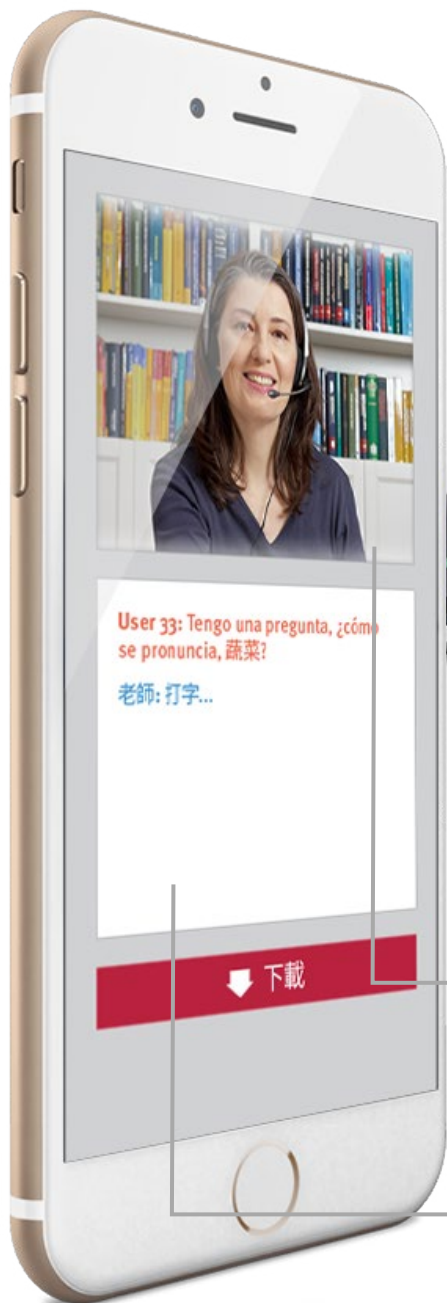 User 33: Tengo una pregunta, ¿cómo
se pronuncia, 蔬菜?
老師: 打字...
下載